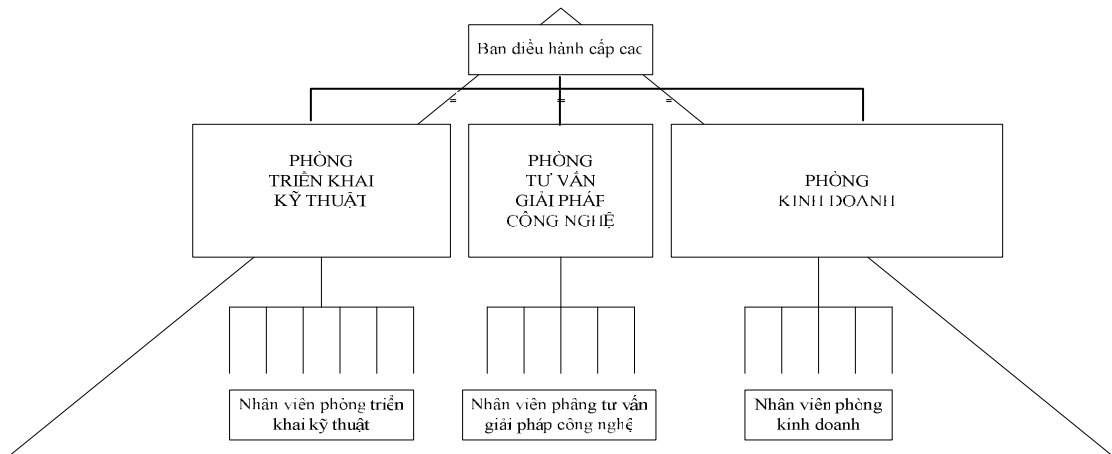 Ban điều hành cấp cao
PHÒNG
TRIỂN KHAI
KỸ THUẬT
PHÒNG
TƯ VẤN
GIẢI PHÁP
CÔNG NGHỆ
PHÒNG
KINH DOANH
Nhân viên phòng triển
khai kỹ thuật
Nhân viên phâng tư vấn
giải pháp công nghệ
Nhân viên phòng
kinh doanh